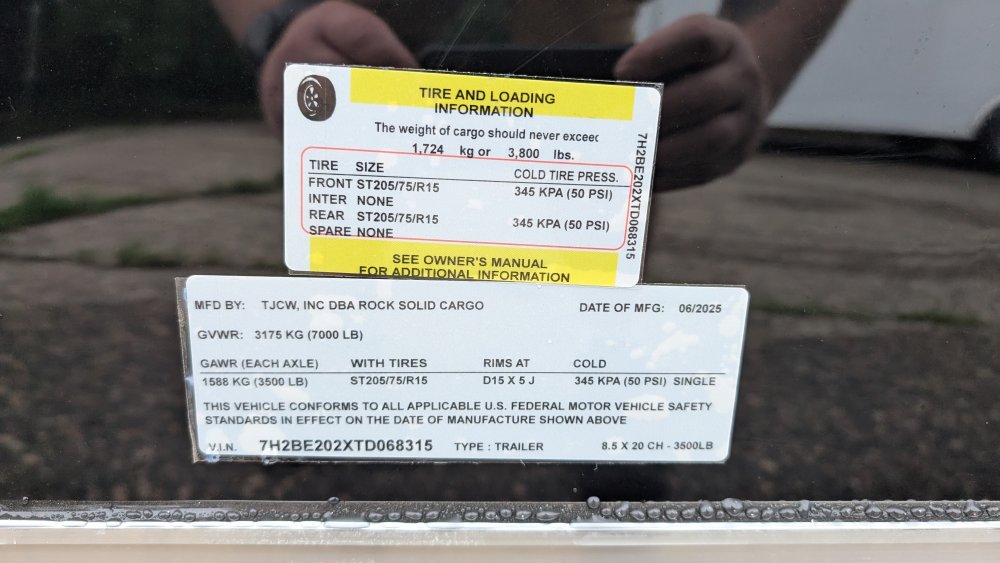 TIRE AND LOADING
INFORMATION
The weight of cargo should never exceed
1,724 kg or 3,800 lbs.
TIRE SIZE COLD TIRE PRESS.
FRONT ST205/75/R15 345 KPA (50 PSI)
INTER NONE
REAR ST205/75/R15 345 KPA (50 PSI)
SPARE NONE
SEE OWNER'S MANUAL
FOR ADDITIONAL INFORMATION
7H2BE202XTD068315
MFD BY: TJCW, INC DBA ROCK SOLID CARGO DATE OF MFG: 06/2025
GVWR: 3175 KG (7000 LB)
GAWR (EACH AXLE) WITH TIRES RIMS AT COLD
1588 KG (3500 LB) ST205/75/R15 D15 X 5 J 345 KPA (50 PSI) SINGLE
THIS VEHICLE CONFORMS TO ALL APPLICABLE U.S. FEDERAL MOTOR VEHICLE SAFETY
STANDARDS IN EFFECT ON THE DATE OF MANUFACTURE SHOWN ABOVE
V.I.N. 7H2BE202XTD068315 TYPE : TRAILER 8.5 X 20 CH - 3500LB